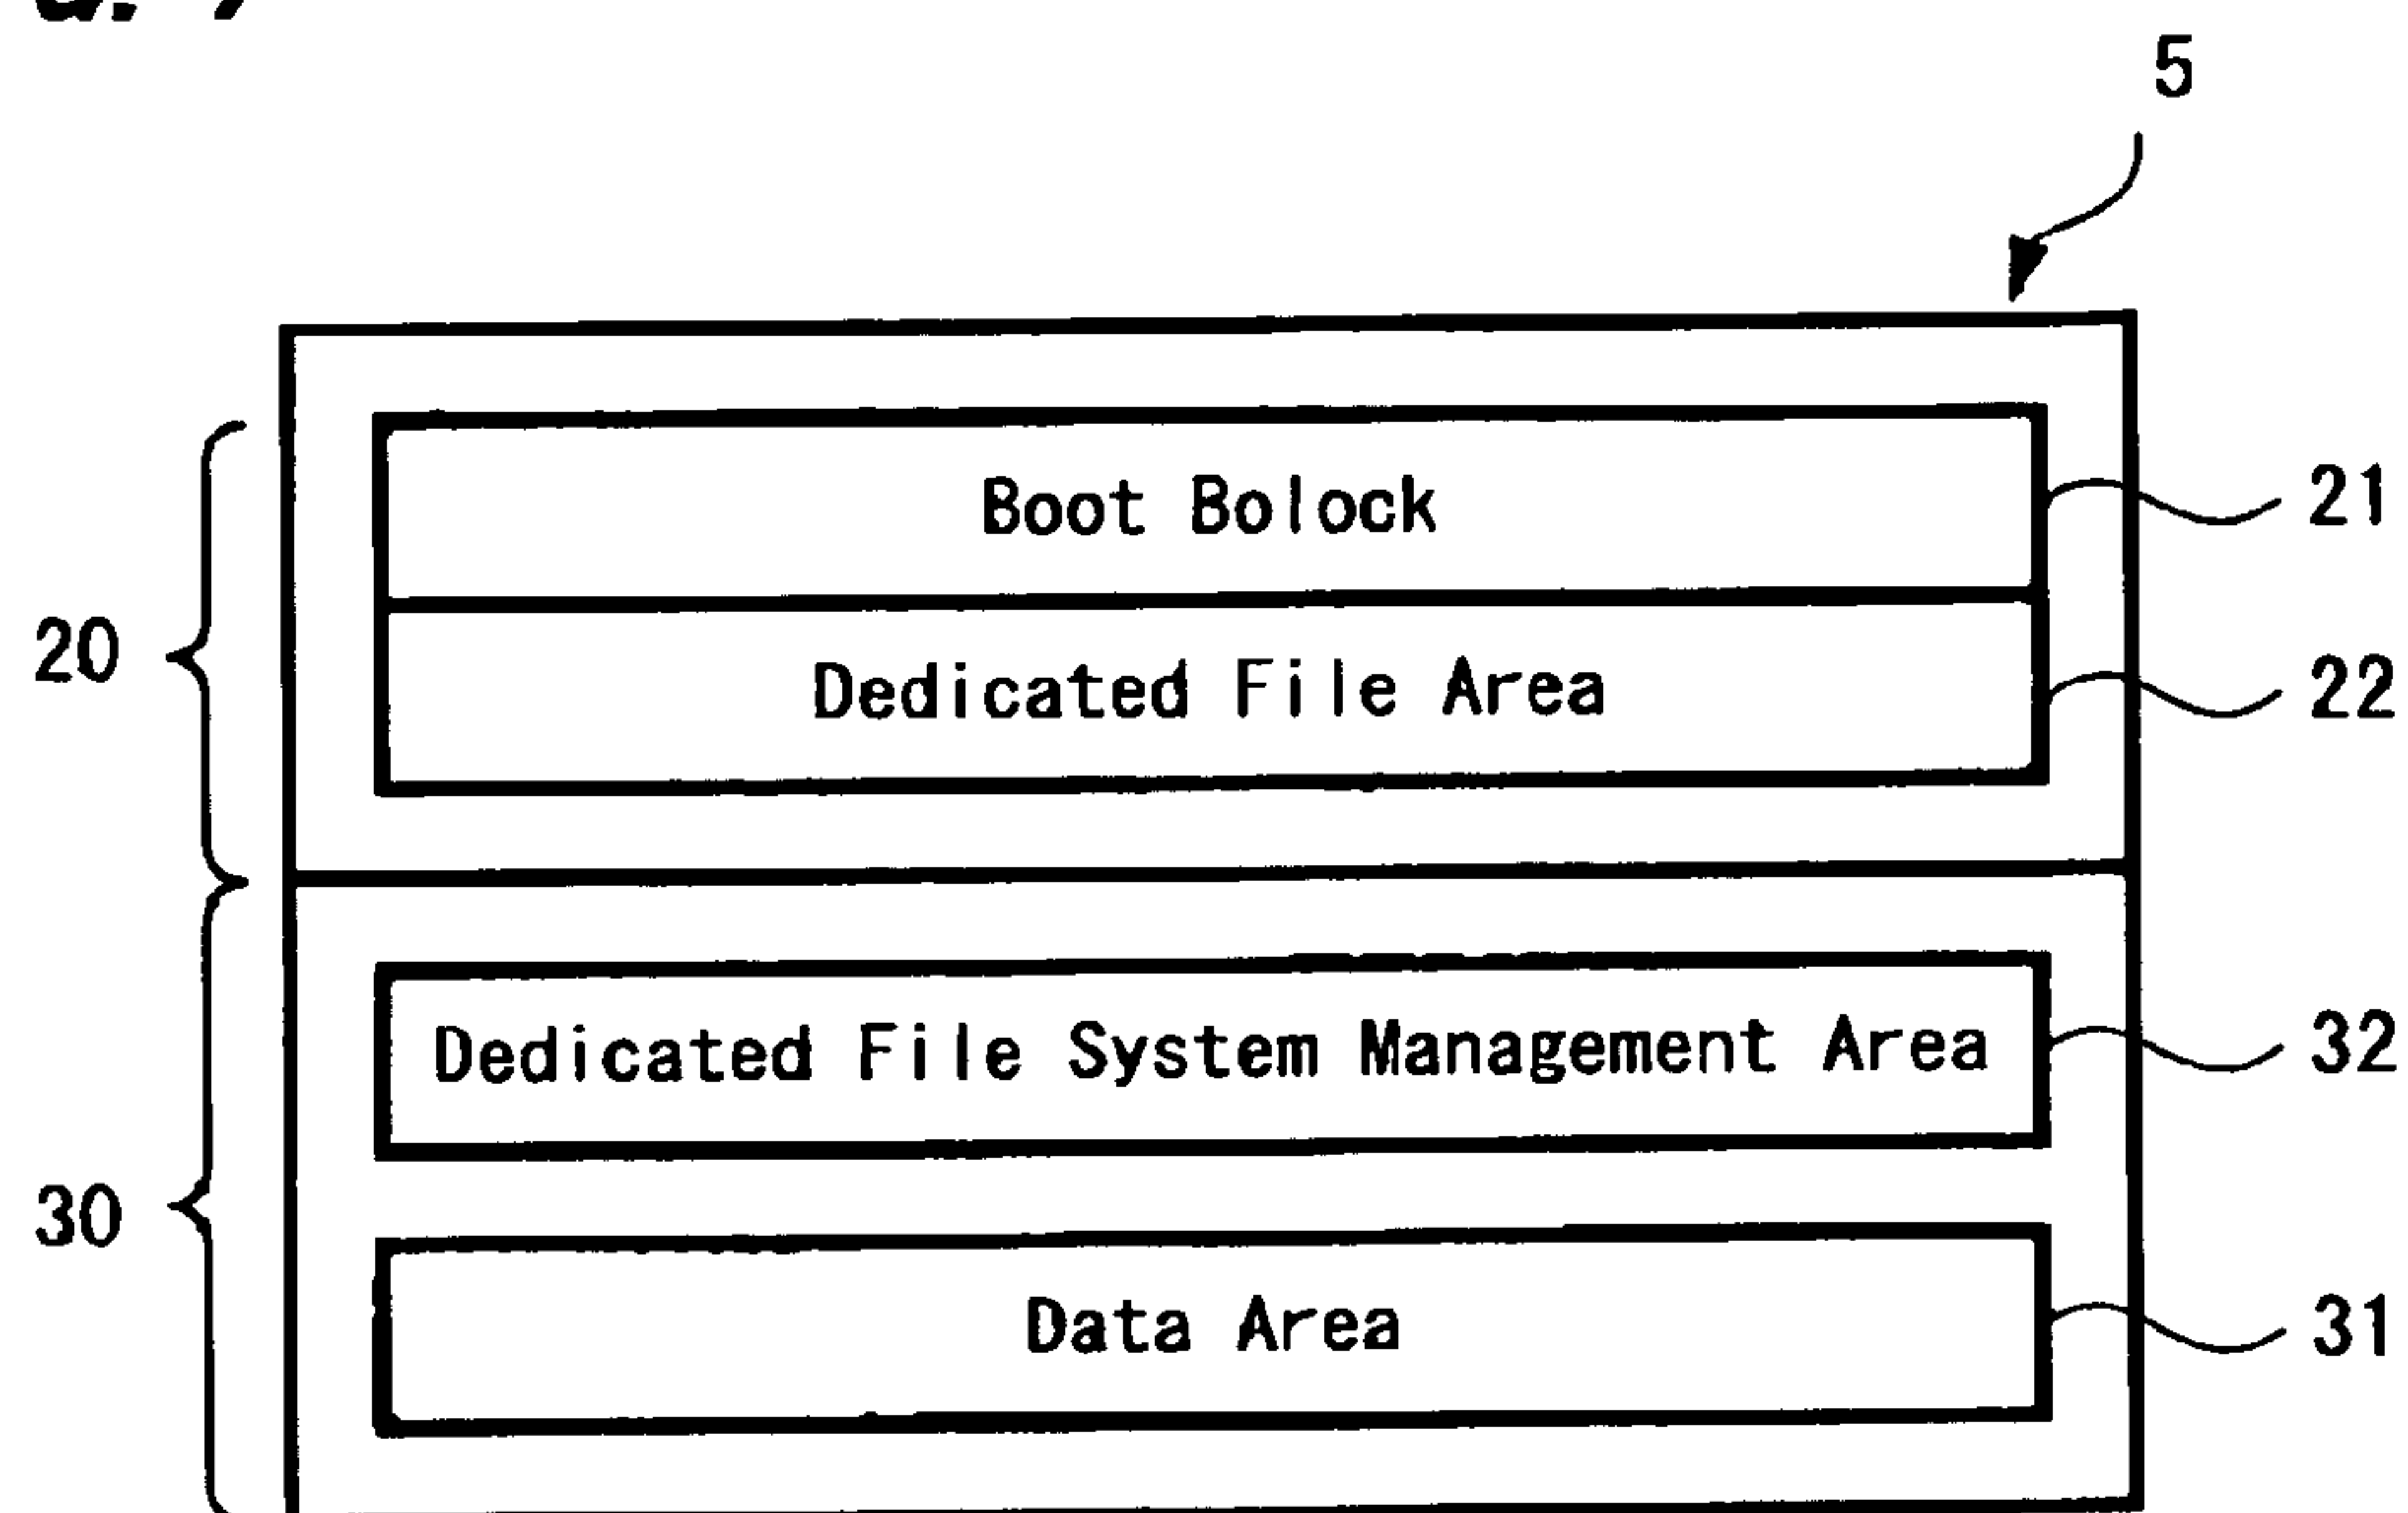 5
Boot Bolock 21
20
Dedicated File Area 22
Dedicated File System Management Area 32
30
Data Area 31